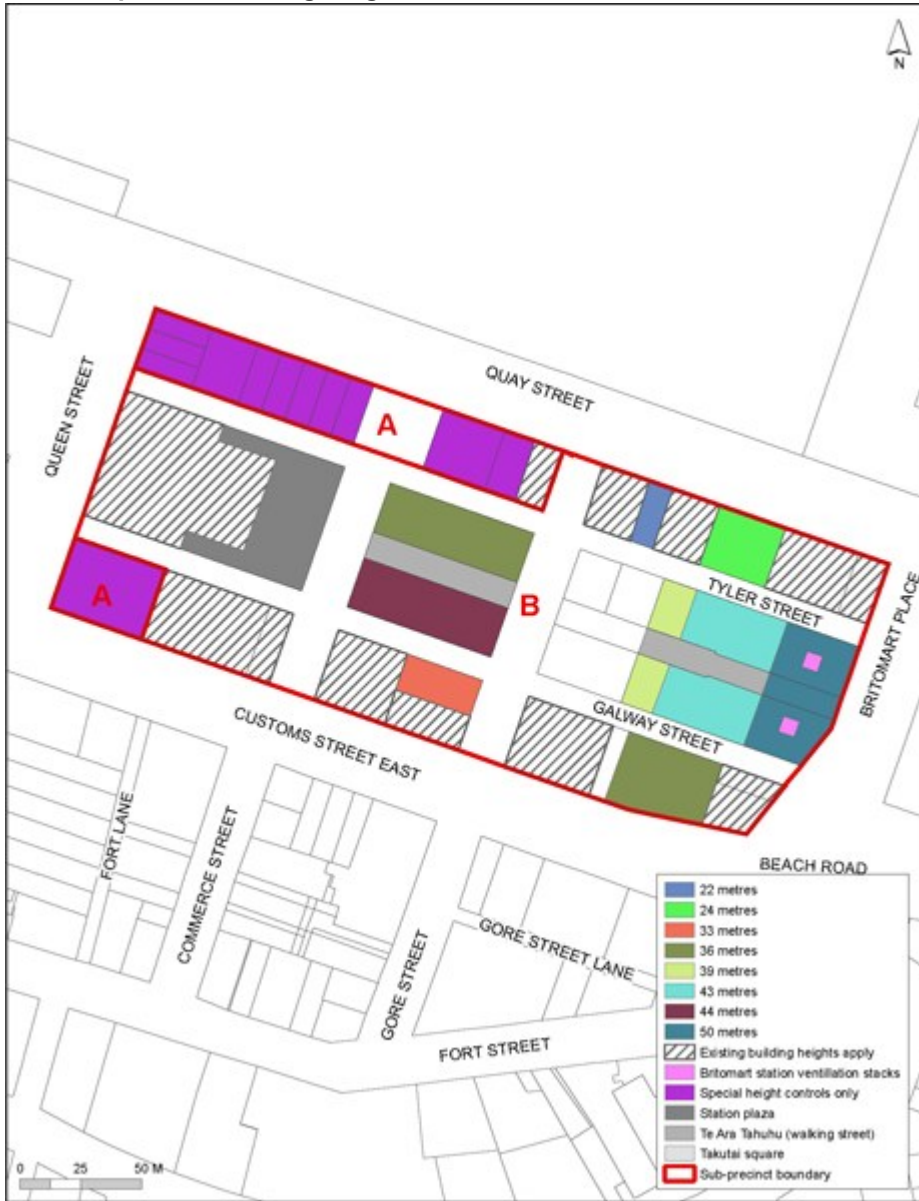 N
QUAY STREET
QUEEN STREET
A
A
B
TYLER STREET
BRITOMART PLACE
GALWAY STREET
CUSTOMS STREET EAST
BEACH ROAD
FORT LANE
COMMERCE STREET
GORE STREET
GORE STREET LANE
FORT STREET
22 metres
24 metres
33 metres
36 metres
39 metres
43 metres
44 metres
50 metres
Existing building heights apply
Britomart station ventillation stacks
Special height controls only
Station plaza
Te Ara Tahuhu (walking street)
Takutai square
Sub-precinct boundary
0 25 50 M